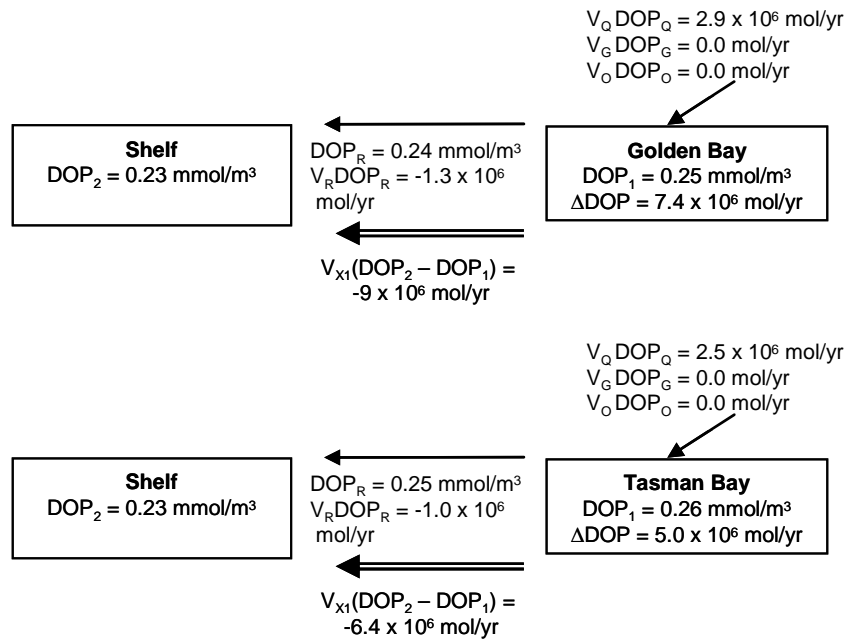 V_Q DOP_Q = 2.9 x 10⁶ mol/yr
V_G DOP_G = 0.0 mol/yr
V_O DOP_O = 0.0 mol/yr
Shelf
DOP₂ = 0.23 mmol/m³
DOP_R = 0.24 mmol/m³
V_R DOP_R = -1.3 x 10⁶
mol/yr
Golden Bay
DOP₁ = 0.25 mmol/m³
ΔDOP = 7.4 x 10⁶ mol/yr
V_X1(DOP₂ – DOP₁) =
-9 x 10⁶ mol/yr
V_Q DOP_Q = 2.5 x 10⁶ mol/yr
V_G DOP_G = 0.0 mol/yr
V_O DOP_O = 0.0 mol/yr
Shelf
DOP₂ = 0.23 mmol/m³
DOP_R = 0.25 mmol/m³
V_R DOP_R = -1.0 x 10⁶
mol/yr
Tasman Bay
DOP₁ = 0.26 mmol/m³
ΔDOP = 5.0 x 10⁶ mol/yr
V_X1(DOP₂ – DOP₁) =
-6.4 x 10⁶ mol/yr